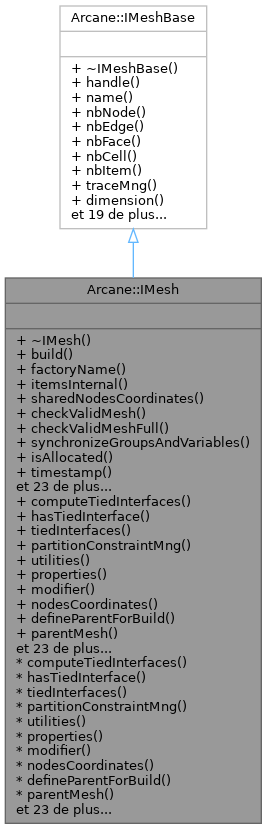 Arcane::IMeshBase
+ ~IMeshBase()
+ handle()
+ name()
+ nbNode()
+ nbEdge()
+ nbFace()
+ nbCell()
+ nbItem()
+ traceMng()
+ dimension()
et 19 de plus...
Arcane::IMesh
+ ~IMesh()
+ build()
+ factoryName()
+ itemsInternal()
+ sharedNodesCoordinates()
+ checkValidMesh()
+ checkValidMeshFull()
+ synchronizeGroupsAndVariables()
+ isAllocated()
+ timestamp()
et 23 de plus...
+ computeTiedInterfaces()
+ hasTiedInterface()
+ tiedInterfaces()
+ partitionConstraintMng()
+ utilities()
+ properties()
+ modifier()
+ nodesCoordinates()
+ defineParentForBuild()
+ parentMesh()
et 23 de plus...
* computeTiedInterfaces()
* hasTiedInterface()
* tiedInterfaces()
* partitionConstraintMng()
* utilities()
* properties()
* modifier()
* nodesCoordinates()
* defineParentForBuild()
* parentMesh()
et 23 de plus...